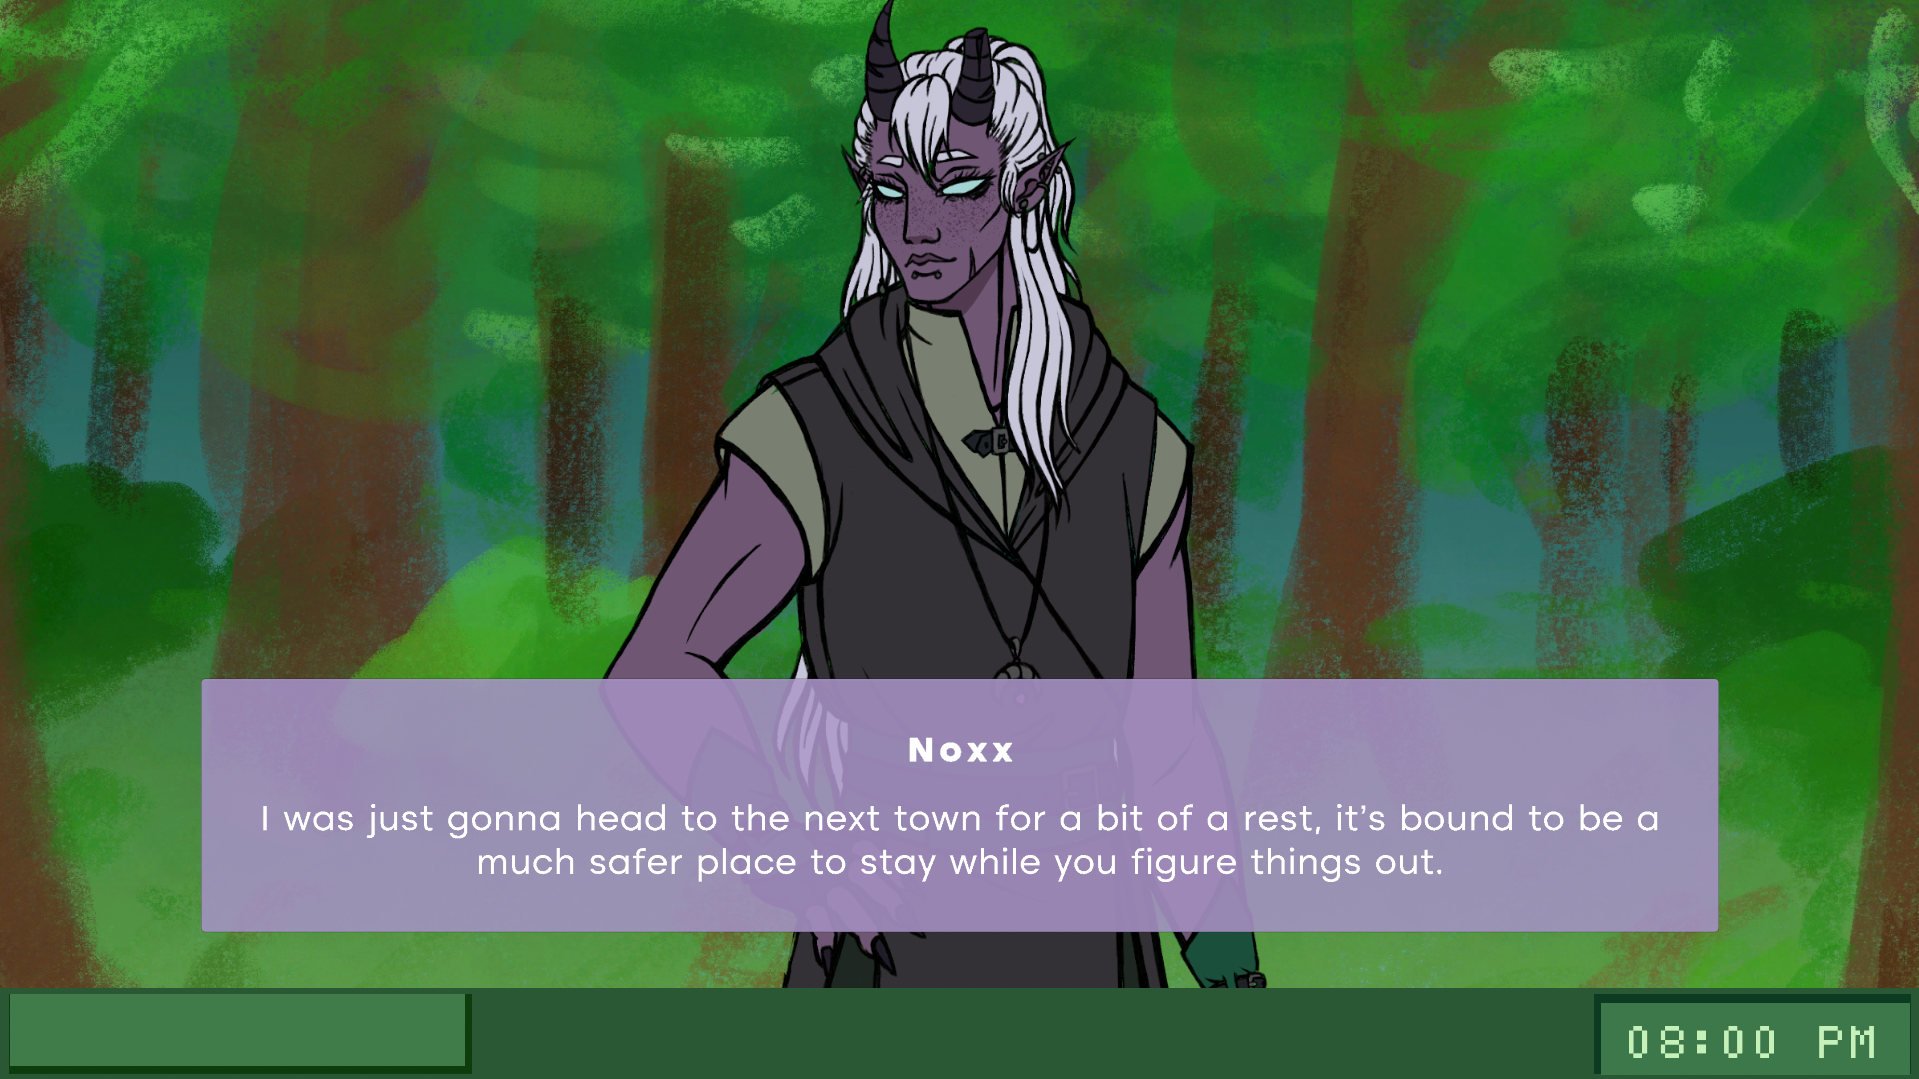 Noxx
I was just gonna head to the next town for a bit of a rest, it’s bound to be a
much safer place to stay while you figure things out.
08:00 PM